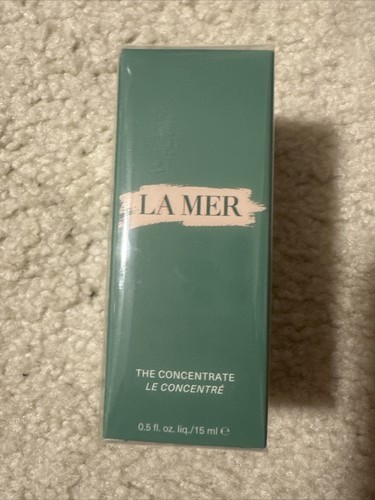 LA MER
THE CONCENTRATE
LE CONCENTRÉ
0.5 fl. oz. liq./15 ml ℮